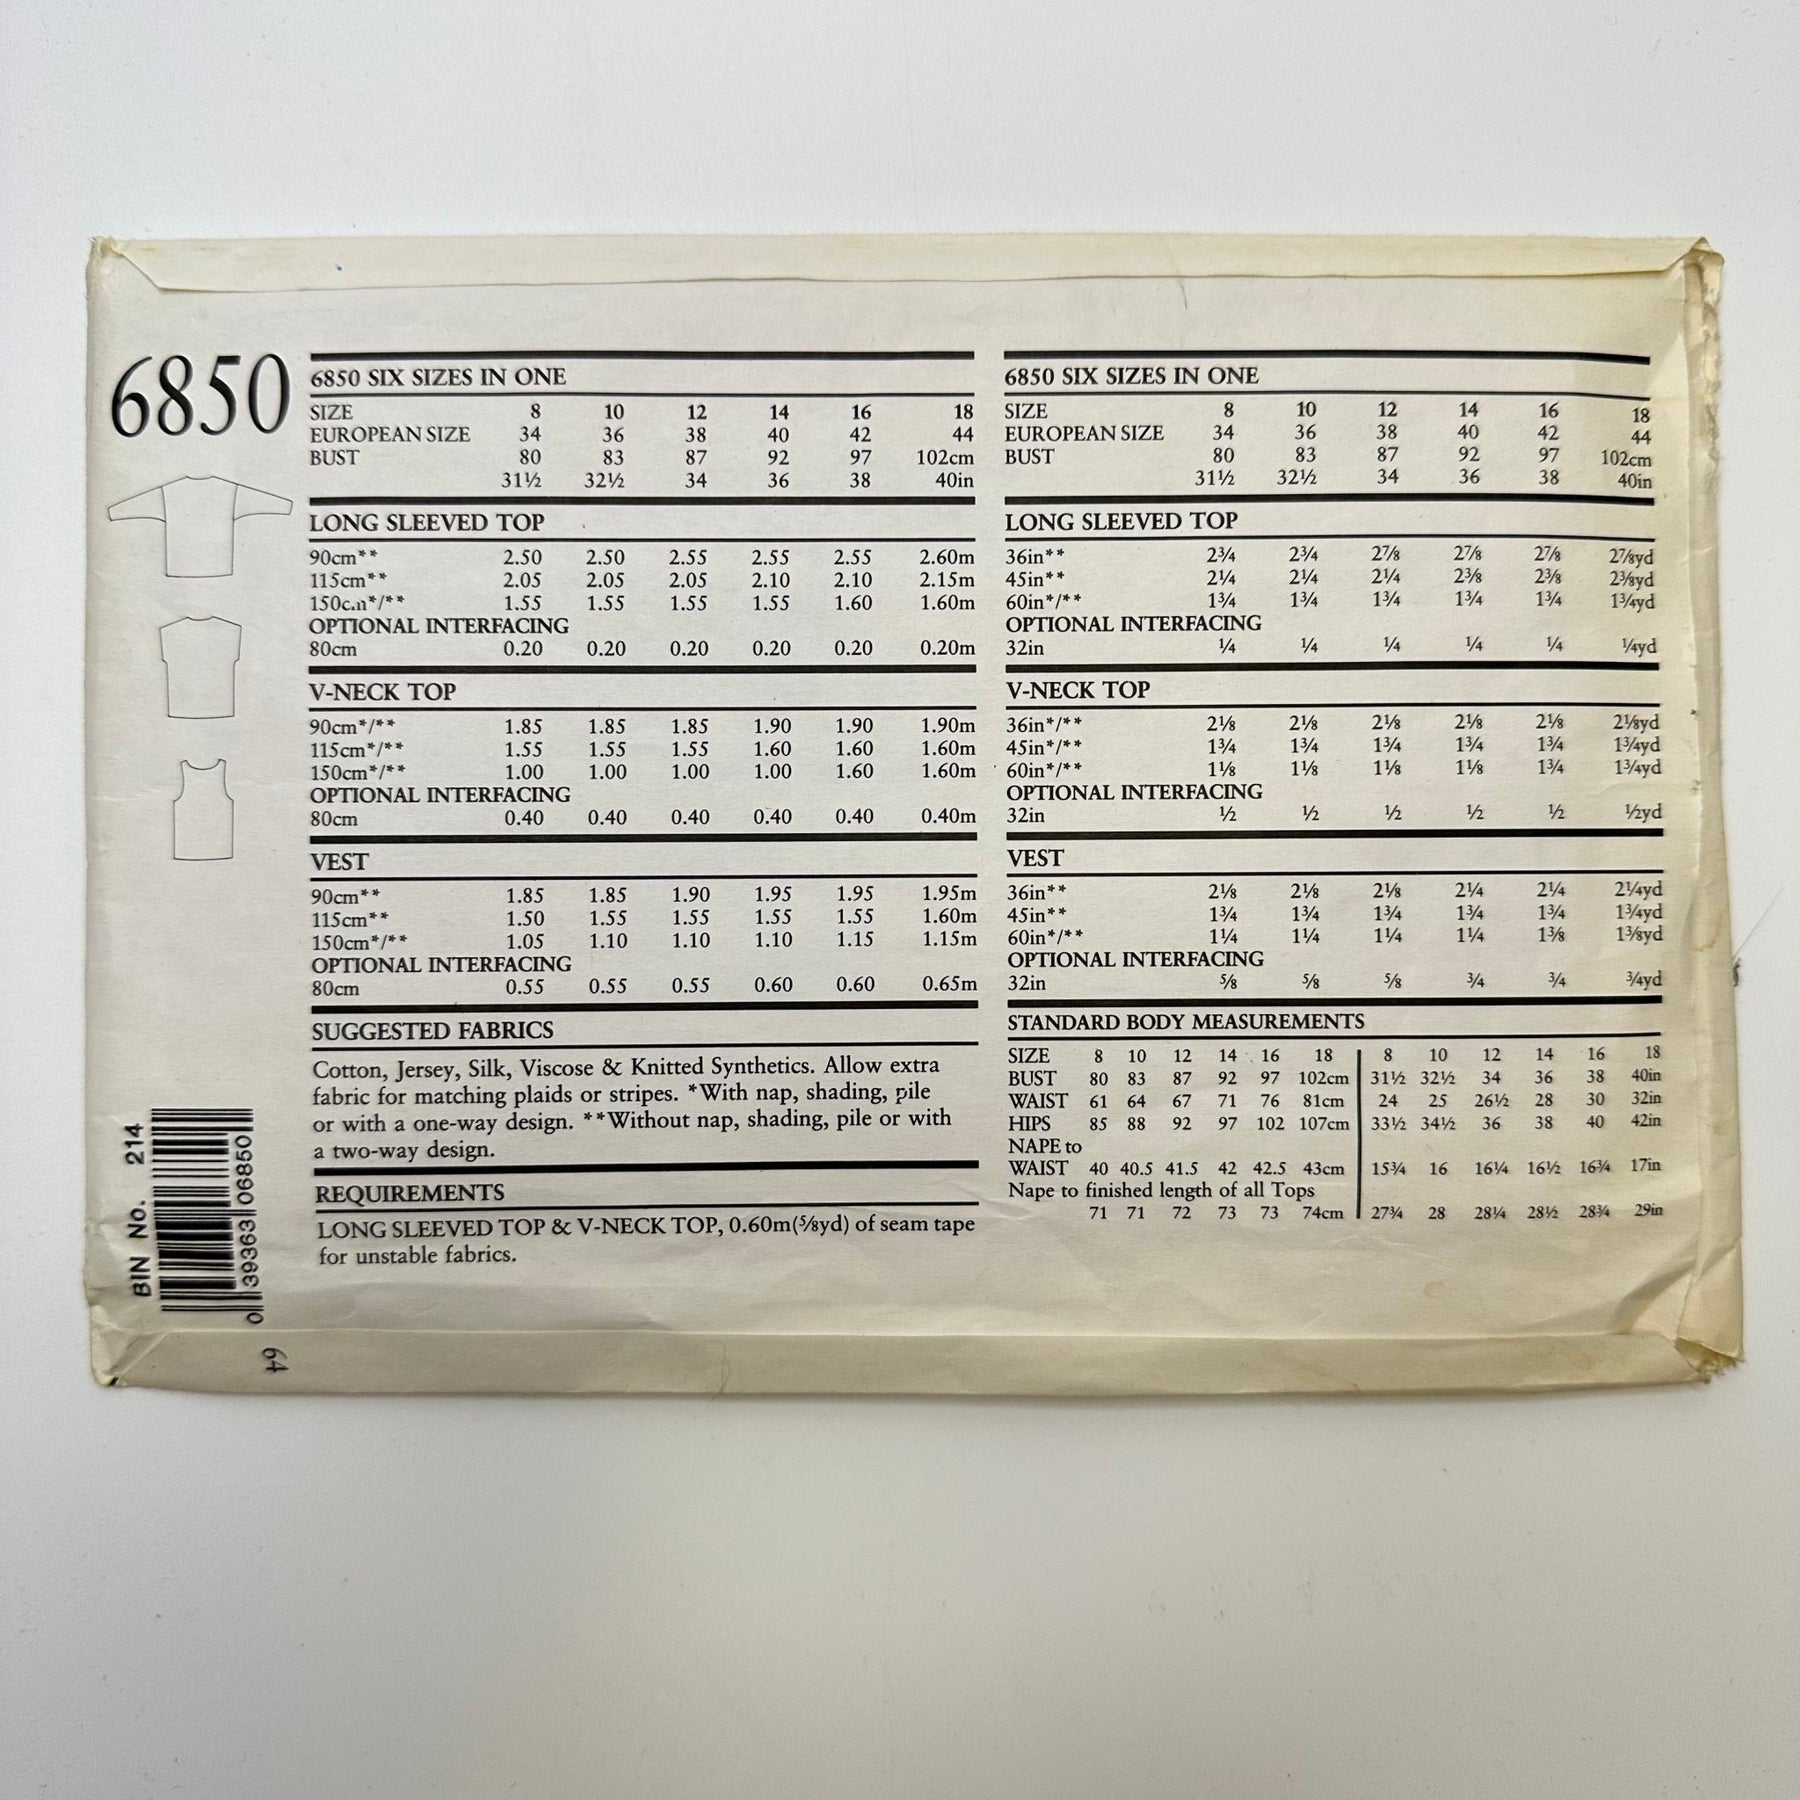 6850
6850 SIX SIZES IN ONE
SIZE 8 10 12 14 16 18
EUROPEAN SIZE 34 36 38 40 42 44
BUST 80 83 87 92 97 102cm
31½ 32½ 34 36 38 40in
LONG SLEEVED TOP
90cm** 2.50 2.50 2.55 2.55 2.55 2.60m
115cm** 2.05 2.05 2.05 2.10 2.10 2.15m
150cm*/** 1.55 1.55 1.55 1.55 1.60 1.60m
OPTIONAL INTERFACING
80cm 0.20 0.20 0.20 0.20 0.20 0.20m
V-NECK TOP
90cm*/** 1.85 1.85 1.85 1.90 1.90 1.90m
115cm*/** 1.55 1.55 1.55 1.60 1.60 1.60m
150cm*/** 1.00 1.00 1.00 1.00 1.60 1.60m
OPTIONAL INTERFACING
80cm 0.40 0.40 0.40 0.40 0.40 0.40m
VEST
90cm** 1.85 1.85 1.90 1.95 1.95 1.95m
115cm** 1.50 1.55 1.55 1.55 1.55 1.60m
150cm*/** 1.05 1.10 1.10 1.10 1.15 1.15m
OPTIONAL INTERFACING
80cm 0.55 0.55 0.55 0.60 0.60 0.65m
SUGGESTED FABRICS
Cotton, Jersey, Silk, Viscose & Knitted Synthetics. Allow extra
fabric for matching plaids or stripes. *With nap, shading, pile
or with a one-way design. **Without nap, shading, pile or with
a two-way design.
REQUIREMENTS
LONG SLEEVED TOP & V-NECK TOP, 0.60m(⅝yd) of seam tape
for unstable fabrics.
6850 SIX SIZES IN ONE
SIZE 8 10 12 14 16 18
EUROPEAN SIZE 34 36 38 40 42 44
BUST 80 83 87 92 97 102cm
31½ 32½ 34 36 38 40in
LONG SLEEVED TOP
36in** 2¾ 2¾ 2⅞ 2⅞ 2⅞ 2⅞yd
45in** 2¼ 2¼ 2¼ 2⅜ 2⅜ 2⅜yd
60in*/** 1¾ 1¾ 1¾ 1¾ 1¾ 1¾yd
OPTIONAL INTERFACING
32in ¼ ¼ ¼ ¼ ¼ ¼yd
V-NECK TOP
36in*/** 2⅛ 2⅛ 2⅛ 2⅛ 2⅛ 2⅛yd
45in*/** 1¾ 1¾ 1¾ 1¾ 1¾ 1¾yd
60in*/** 1⅛ 1⅛ 1⅛ 1⅛ 1¾ 1¾yd
OPTIONAL INTERFACING
32in ½ ½ ½ ½ ½ ½yd
VEST
36in** 2⅛ 2⅛ 2⅛ 2¼ 2¼ 2¼yd
45in** 1¾ 1¾ 1¾ 1¾ 1¾ 1¾yd
60in*/** 1¼ 1¼ 1¼ 1¼ 1⅜ 1⅜yd
OPTIONAL INTERFACING
32in ⅝ ⅝ ⅝ ¾ ¾ ¾yd
STANDARD BODY MEASUREMENTS
SIZE 8 10 12 14 16 18 8 10 12 14 16 18
BUST 80 83 87 92 97 102cm 31½ 32½ 34 36 38 40in
WAIST 61 64 67 71 76 81cm 24 25 26½ 28 30 32in
HIPS 85 88 92 97 102 107cm 33½ 34½ 36 38 40 42in
NAPE to
WAIST 40 40.5 41.5 42 42.5 43cm 15¾ 16 16¼ 16½ 16¾ 17in
Nape to finished length of all Tops
71 71 72 73 73 74cm 27¾ 28 28¼ 28½ 28¾ 29in
BIN No. 214
0 39363 06850
64